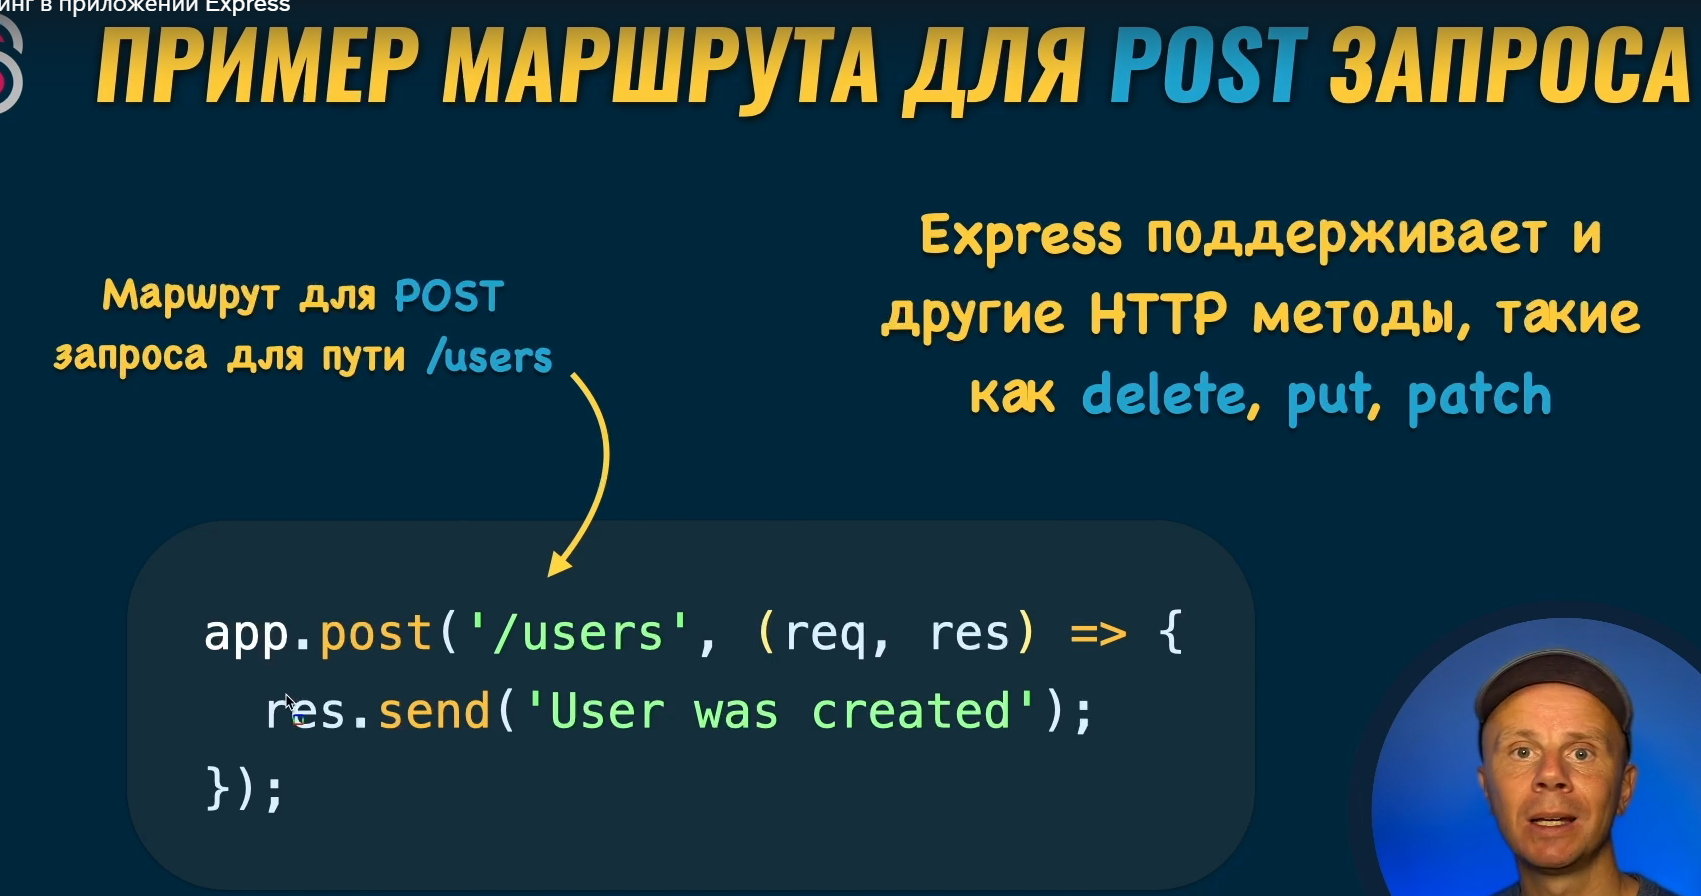 инг в приложении Express
ПРИМЕР МАРШРУТА ДЛЯ POST ЗАПРОСА
Маршрут для POST
запроса для пути /users
Express поддерживает и
другие HTTP методы, такие
как delete, put, patch
app.post('/users', (req, res) => {
  res.send('User was created');
});